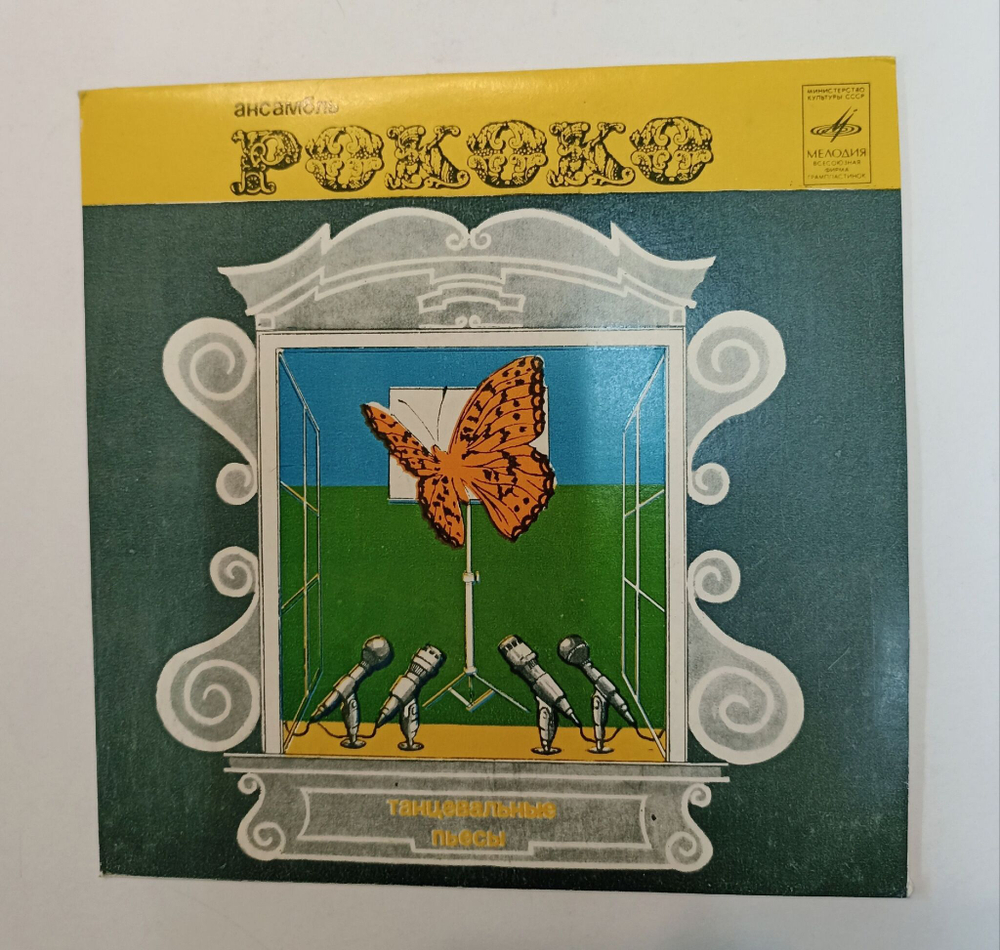 ансамбль
РОКОКО
МИНИСТЕРСТВО
КУЛЬТУРЫ СССР
МЕЛОДИЯ
ВСЕСОЮЗНАЯ
ФИРМА
ГРАМПЛАСТИНОК
танцевальные
пьесы